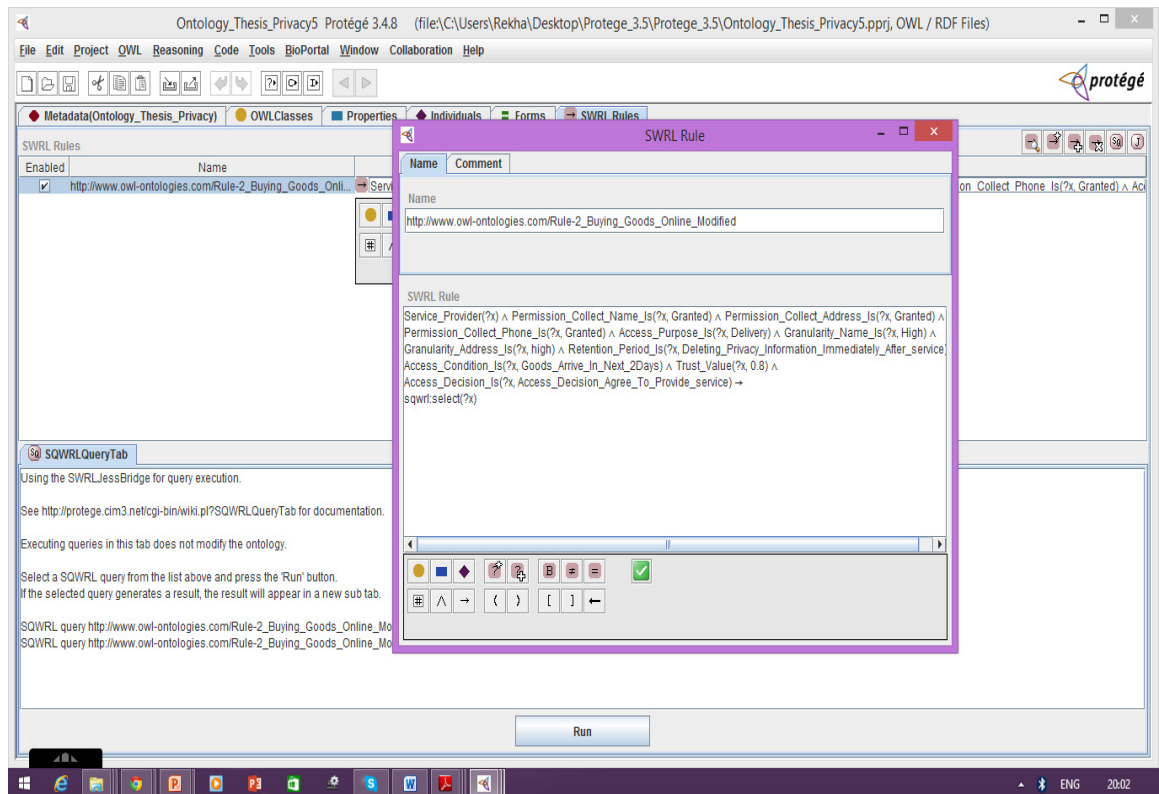 Ontology_Thesis_Privacy5 Protégé 3.4.8 (file:\C:\Users\Rekha\Desktop\Protege_3.5\Protege_3.5\Ontology_Thesis_Privacy5.pprj, OWL / RDF Files)
File Edit Project OWL Reasoning Code Tools BioPortal Window Collaboration Help
protégé
Metadata(Ontology_Thesis_Privacy) OWLClasses Properties Individuals Forms SWRL Rules
SWRL Rules
Enabled Name
http://www.owl-ontologies.com/Rule-2_Buying_Goods_Onli... → Servi
on_Collect_Phone_Is(?x, Granted) ∧ Ac
SWRL Rule
Name Comment
Name
http://www.owl-ontologies.com/Rule-2_Buying_Goods_Online_Modified
SWRL Rule
Service_Provider(?x) ∧ Permission_Collect_Name_Is(?x, Granted) ∧ Permission_Collect_Address_Is(?x, Granted) ∧
Permission_Collect_Phone_Is(?x, Granted) ∧ Access_Purpose_Is(?x, Delivery) ∧ Granularity_Name_Is(?x, High) ∧
Granularity_Address_Is(?x, high) ∧ Retention_Period_Is(?x, Deleting_Privacy_Information_Immediately_After_service)
Access_Condition_Is(?x, Goods_Arrive_In_Next_2Days) ∧ Trust_Value(?x, 0.8) ∧
Access_Decision_Is(?x, Access_Decision_Agree_To_Provide_service) →
sqwrl:select(?x)
B ≠ =
# ∧ → ( ) [ ] ←
SQWRLQueryTab
Using the SWRLJessBridge for query execution.
See http://protege.cim3.net/cgi-bin/wiki.pl?SQWRLQueryTab for documentation.
Executing queries in this tab does not modify the ontology.
Select a SQWRL query from the list above and press the 'Run' button.
If the selected query generates a result, the result will appear in a new sub tab.
SQWRL query http://www.owl-ontologies.com/Rule-2_Buying_Goods_Online_Mo
SQWRL query http://www.owl-ontologies.com/Rule-2_Buying_Goods_Online_Mo
Run
ENG 20:02